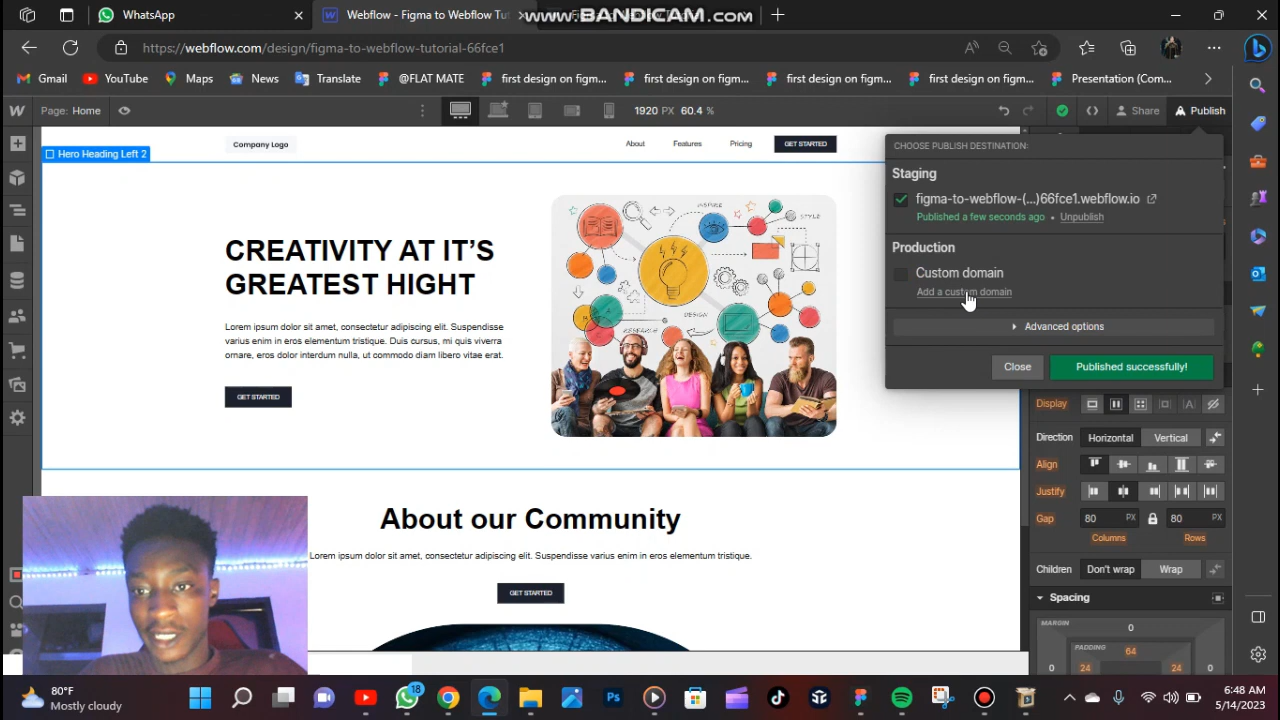 WhatsApp
Webflow - Figma to Webflow Tut
www.BANDICAM.com
https://webflow.com/design/figma-to-webflow-tutorial-66fce1
Gmail
YouTube
Maps
News
Translate
@FLAT MATE
first design on figm...
first design on figm...
first design on figm...
first design on figm...
Presentation (Com...
Page: Home
1920 PX 60.4 %
Share
Publish
Hero Heading Left 2
Company Logo
About
Features
Pricing
GET STARTED
CREATIVITY AT IT'S
GREATEST HIGHT
Lorem ipsum dolor sit amet, consectetur adipiscing elit. Suspendisse
varius enim in eros elementum tristique. Duis cursus, mi quis viverra
ornare, eros dolor interdum nulla, ut commodo diam libero vitae erat.
GET STARTED
INSPIRE
STYLE
DESIGN
RESEARCH
CHOOSE PUBLISH DESTINATION:
Staging
figma-to-webflow-(...)66fce1.webflow.io
Published a few seconds ago • Unpublish
Production
Custom domain
Add a custom domain
Advanced options
Close
Published successfully!
Display
Direction
Horizontal
Vertical
Align
Justify
Gap
80 PX
80 PX
Columns
Rows
Children
Don't wrap
Wrap
Spacing
MARGIN
0
PADDING
64
0
24
24
0
About our Community
Lorem ipsum dolor sit amet, consectetur adipiscing elit. Suspendisse varius enim in eros elementum tristique.
GET STARTED
80°F
Mostly cloudy
18
Ps
6:48 AM
5/14/2023